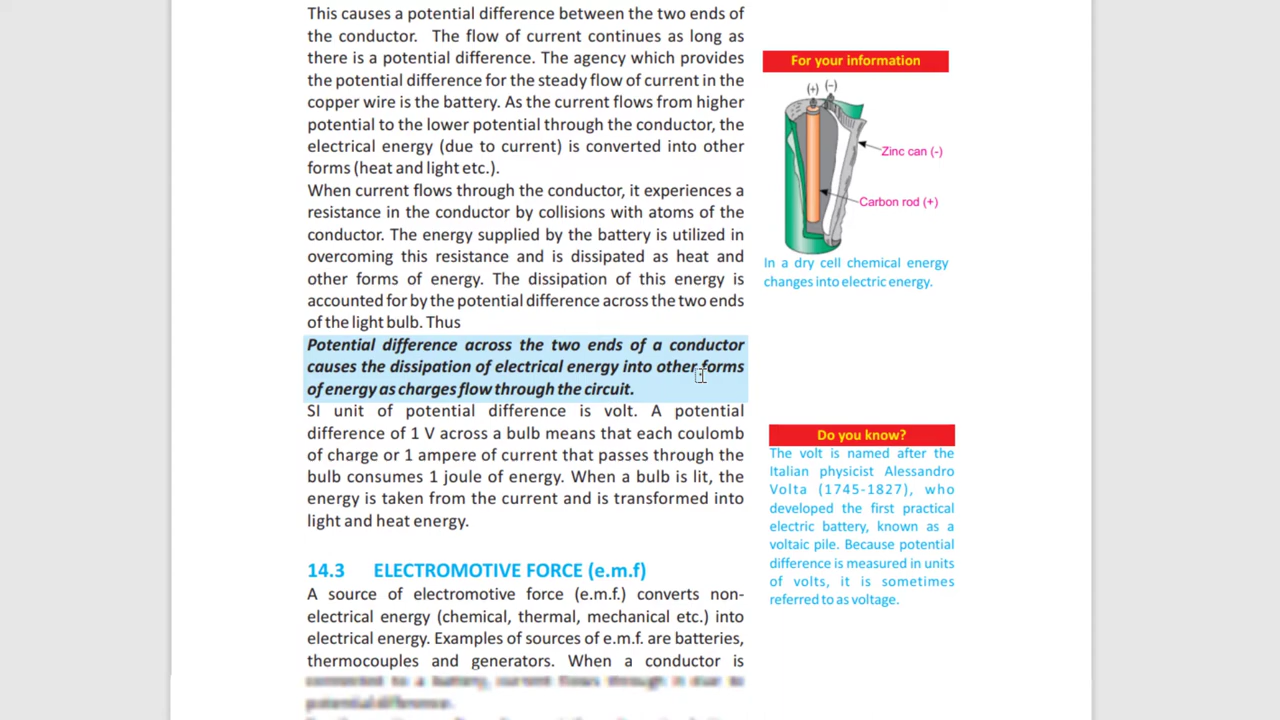 This causes a potential difference between the two ends of
the conductor. The flow of current continues as long as
there is a potential difference. The agency which provides
the potential difference for the steady flow of current in the
copper wire is the battery. As the current flows from higher
potential to the lower potential through the conductor, the
electrical energy (due to current) is converted into other
forms (heat and light etc.).
When current flows through the conductor, it experiences a
resistance in the conductor by collisions with atoms of the
conductor. The energy supplied by the battery is utilized in
overcoming this resistance and is dissipated as heat and
other forms of energy. The dissipation of this energy is
accounted for by the potential difference across the two ends
of the light bulb. Thus
Potential difference across the two ends of a conductor
causes the dissipation of electrical energy into other forms
of energy as charges flow through the circuit.
SI unit of potential difference is volt. A potential
difference of 1 V across a bulb means that each coulomb
of charge or 1 ampere of current that passes through the
bulb consumes 1 joule of energy. When a bulb is lit, the
energy is taken from the current and is transformed into
light and heat energy.
14.3 ELECTROMOTIVE FORCE (e.m.f)
A source of electromotive force (e.m.f.) converts non-
electrical energy (chemical, thermal, mechanical etc.) into
electrical energy. Examples of sources of e.m.f. are batteries,
thermocouples and generators. When a conductor is
connected to a battery, current flows through it due to
potential difference.
For your information
(+) (−)
Zinc can (-)
Carbon rod (+)
In a dry cell chemical energy
changes into electric energy.
Do you know?
The volt is named after the
Italian physicist Alessandro
Volta (1745-1827), who
developed the first practical
electric battery, known as a
voltaic pile. Because potential
difference is measured in units
of volts, it is sometimes
referred to as voltage.